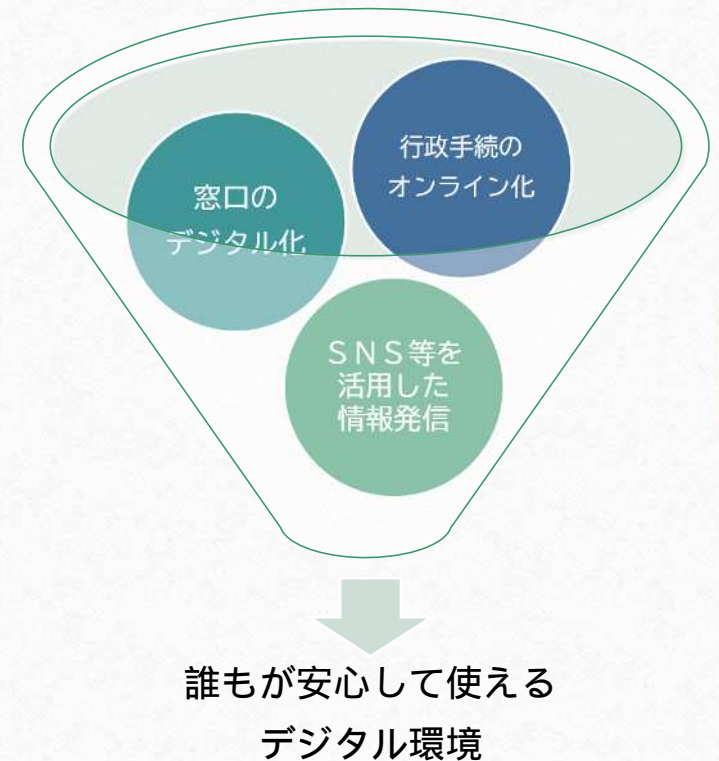 窓口の
デジタル化
行政手続の
オンライン化
ＳＮＳ等を
活用した
情報発信
誰もが安心して使える
デジタル環境